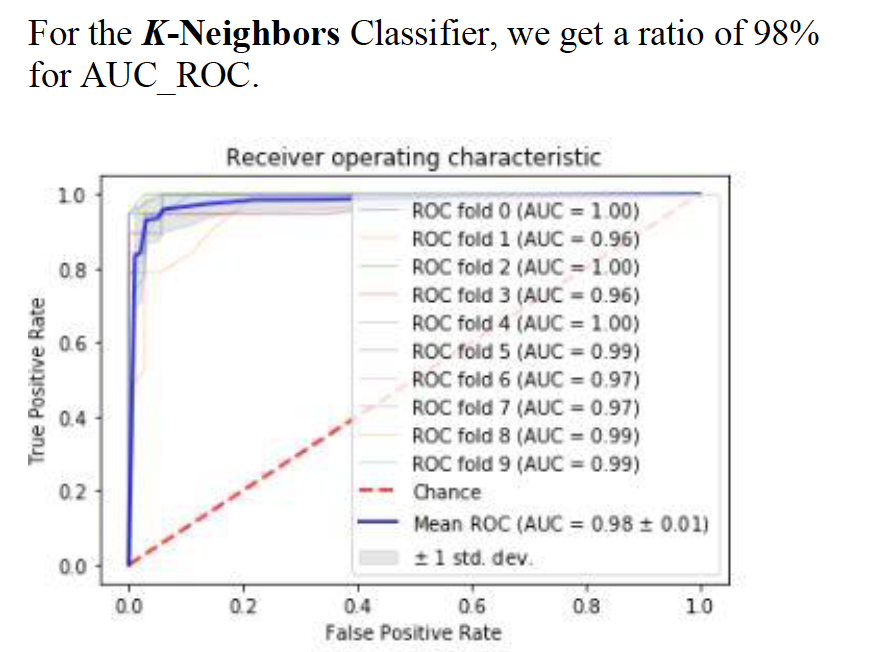 For the K-Neighbors Classifier, we get a ratio of 98%
for AUC_ROC.
Receiver operating characteristic
True Positive Rate
1.0
0.8
0.6
0.4
0.2
0.0
ROC fold 0 (AUC = 1.00)
ROC fold 1 (AUC = 0.96)
ROC fold 2 (AUC = 1.00)
ROC fold 3 (AUC = 0.96)
ROC fold 4 (AUC = 1.00)
ROC fold 5 (AUC = 0.99)
ROC fold 6 (AUC = 0.97)
ROC fold 7 (AUC = 0.97)
ROC fold 8 (AUC = 0.99)
ROC fold 9 (AUC = 0.99)
Chance
Mean ROC (AUC = 0.98 ± 0.01)
± 1 std. dev.
0.0 0.2 0.4 0.6 0.8 1.0
False Positive Rate